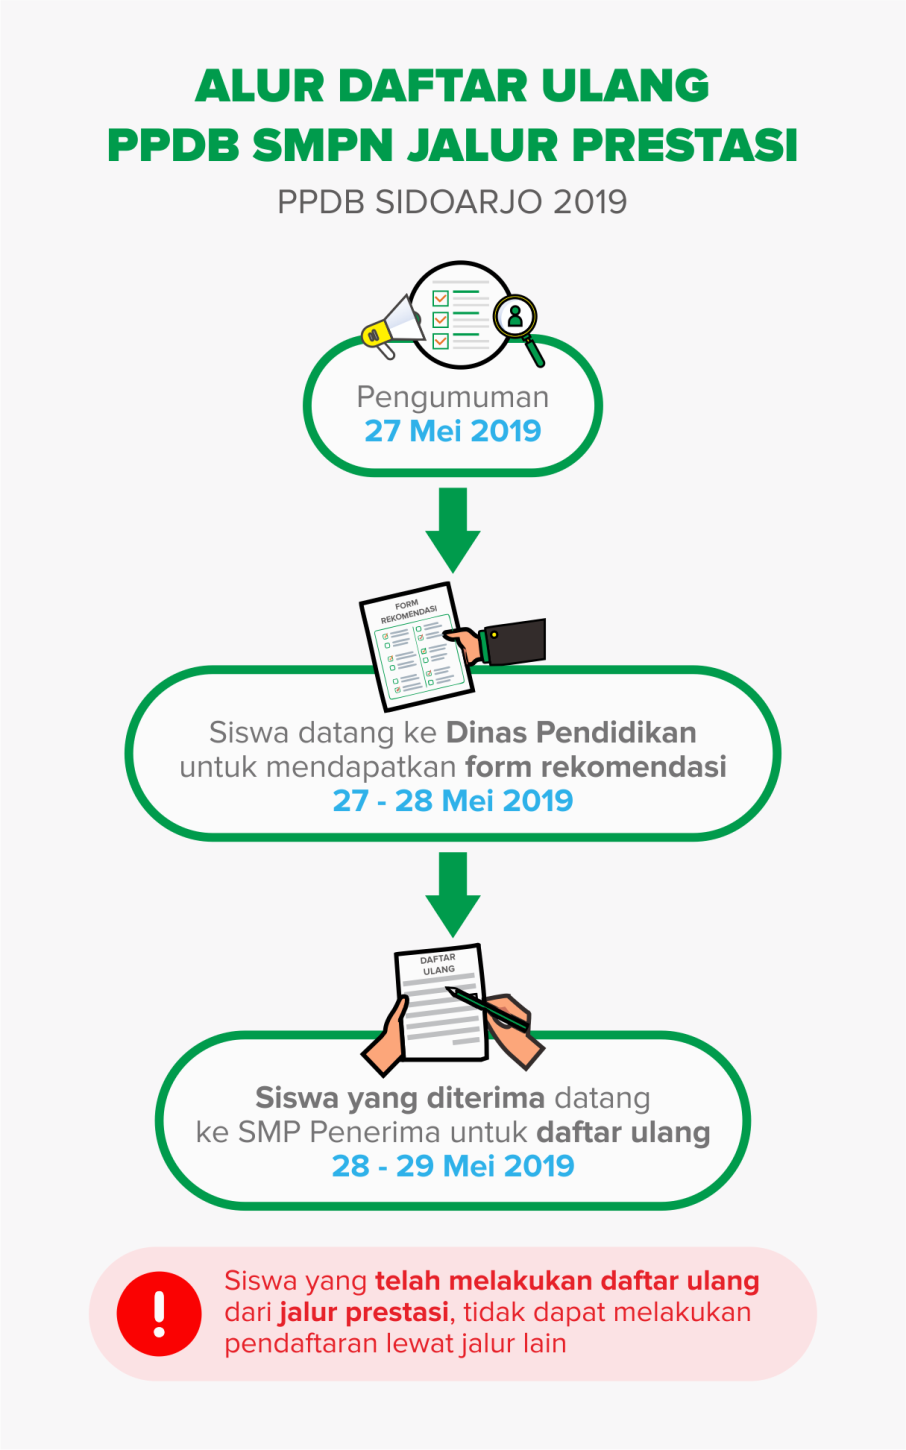 ALUR DAFTAR ULANG
PPDB SMPN JALUR PRESTASI
PPDB SIDOARJO 2019
Pengumuman
27 Mei 2019
FORM
REKOMENDASI
Siswa datang ke Dinas Pendidikan
untuk mendapatkan form rekomendasi
27 - 28 Mei 2019
DAFTAR
ULANG
Siswa yang diterima datang
ke SMP Penerima untuk daftar ulang
28 - 29 Mei 2019
Siswa yang telah melakukan daftar ulang
dari jalur prestasi, tidak dapat melakukan
pendaftaran lewat jalur lain